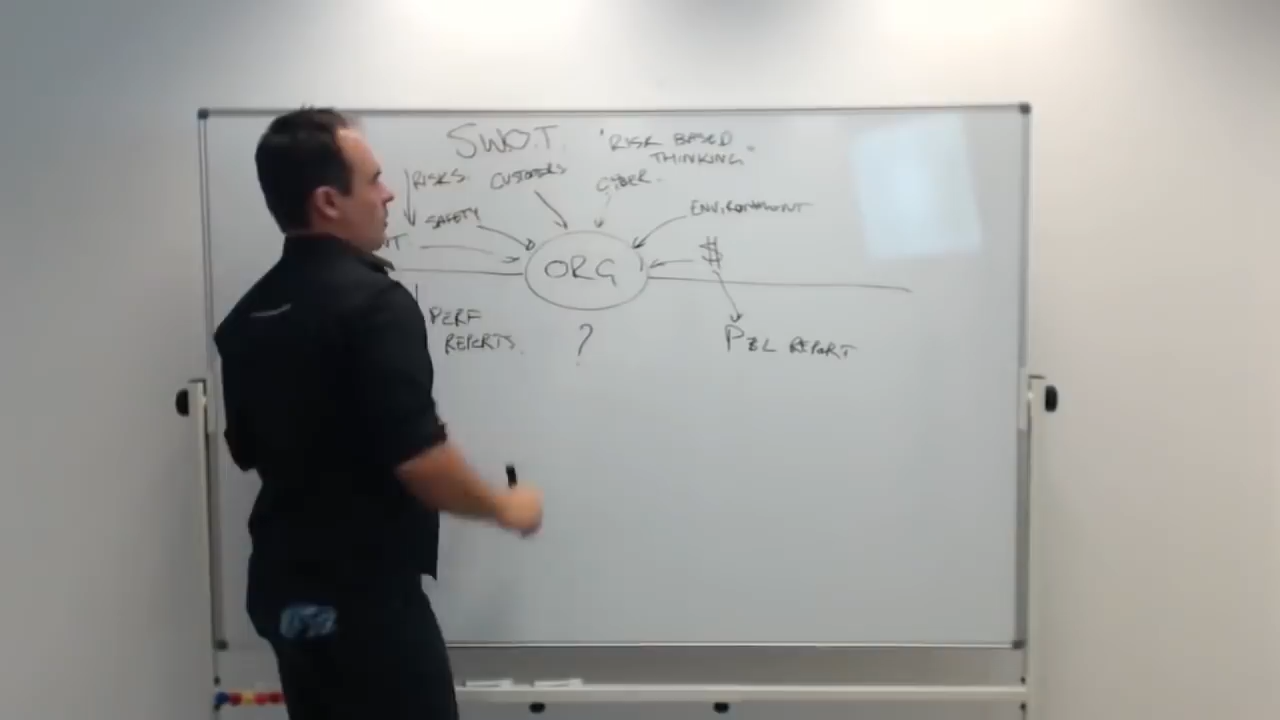 S.W.O.T.
"RISK BASED
THINKING"
RISKS.
CUSTOMERS
CYBER.
SAFETY
ENVIRONMENT
$
ORG
PERF
REPORTS.
?
P&L REPORT